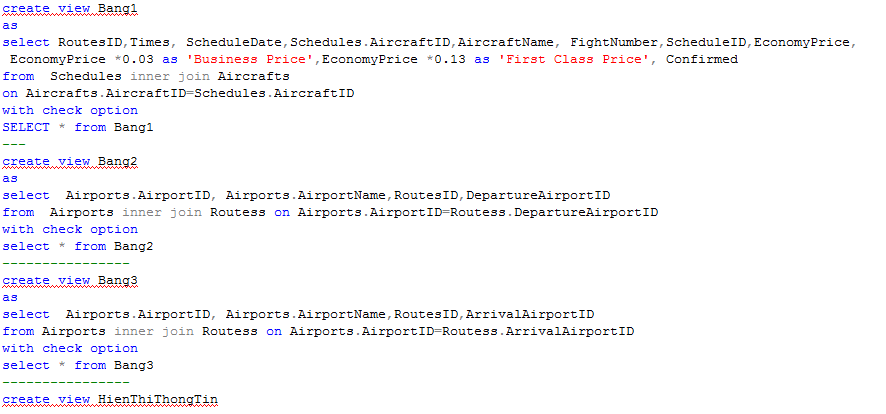 create view Bang1
as
select RoutesID,Times, ScheduleDate,Schedules.AircraftID,AircraftName, FightNumber,ScheduleID,EconomyPrice,
EconomyPrice *0.03 as 'Business Price',EconomyPrice *0.13 as 'First Class Price', Confirmed
from  Schedules inner join Aircrafts
on Aircrafts.AircraftID=Schedules.AircraftID
with check option
SELECT * from Bang1
---
create view Bang2
as
select  Airports.AirportID, Airports.AirportName,RoutesID,DepartureAirportID
from  Airports inner join Routess on Airports.AirportID=Routess.DepartureAirportID
with check option
select * from Bang2
----------------
create view Bang3
as
select  Airports.AirportID, Airports.AirportName,RoutesID,ArrivalAirportID
from Airports inner join Routess on Airports.AirportID=Routess.ArrivalAirportID
with check option
select * from Bang3
----------------
create view HienThiThongTin